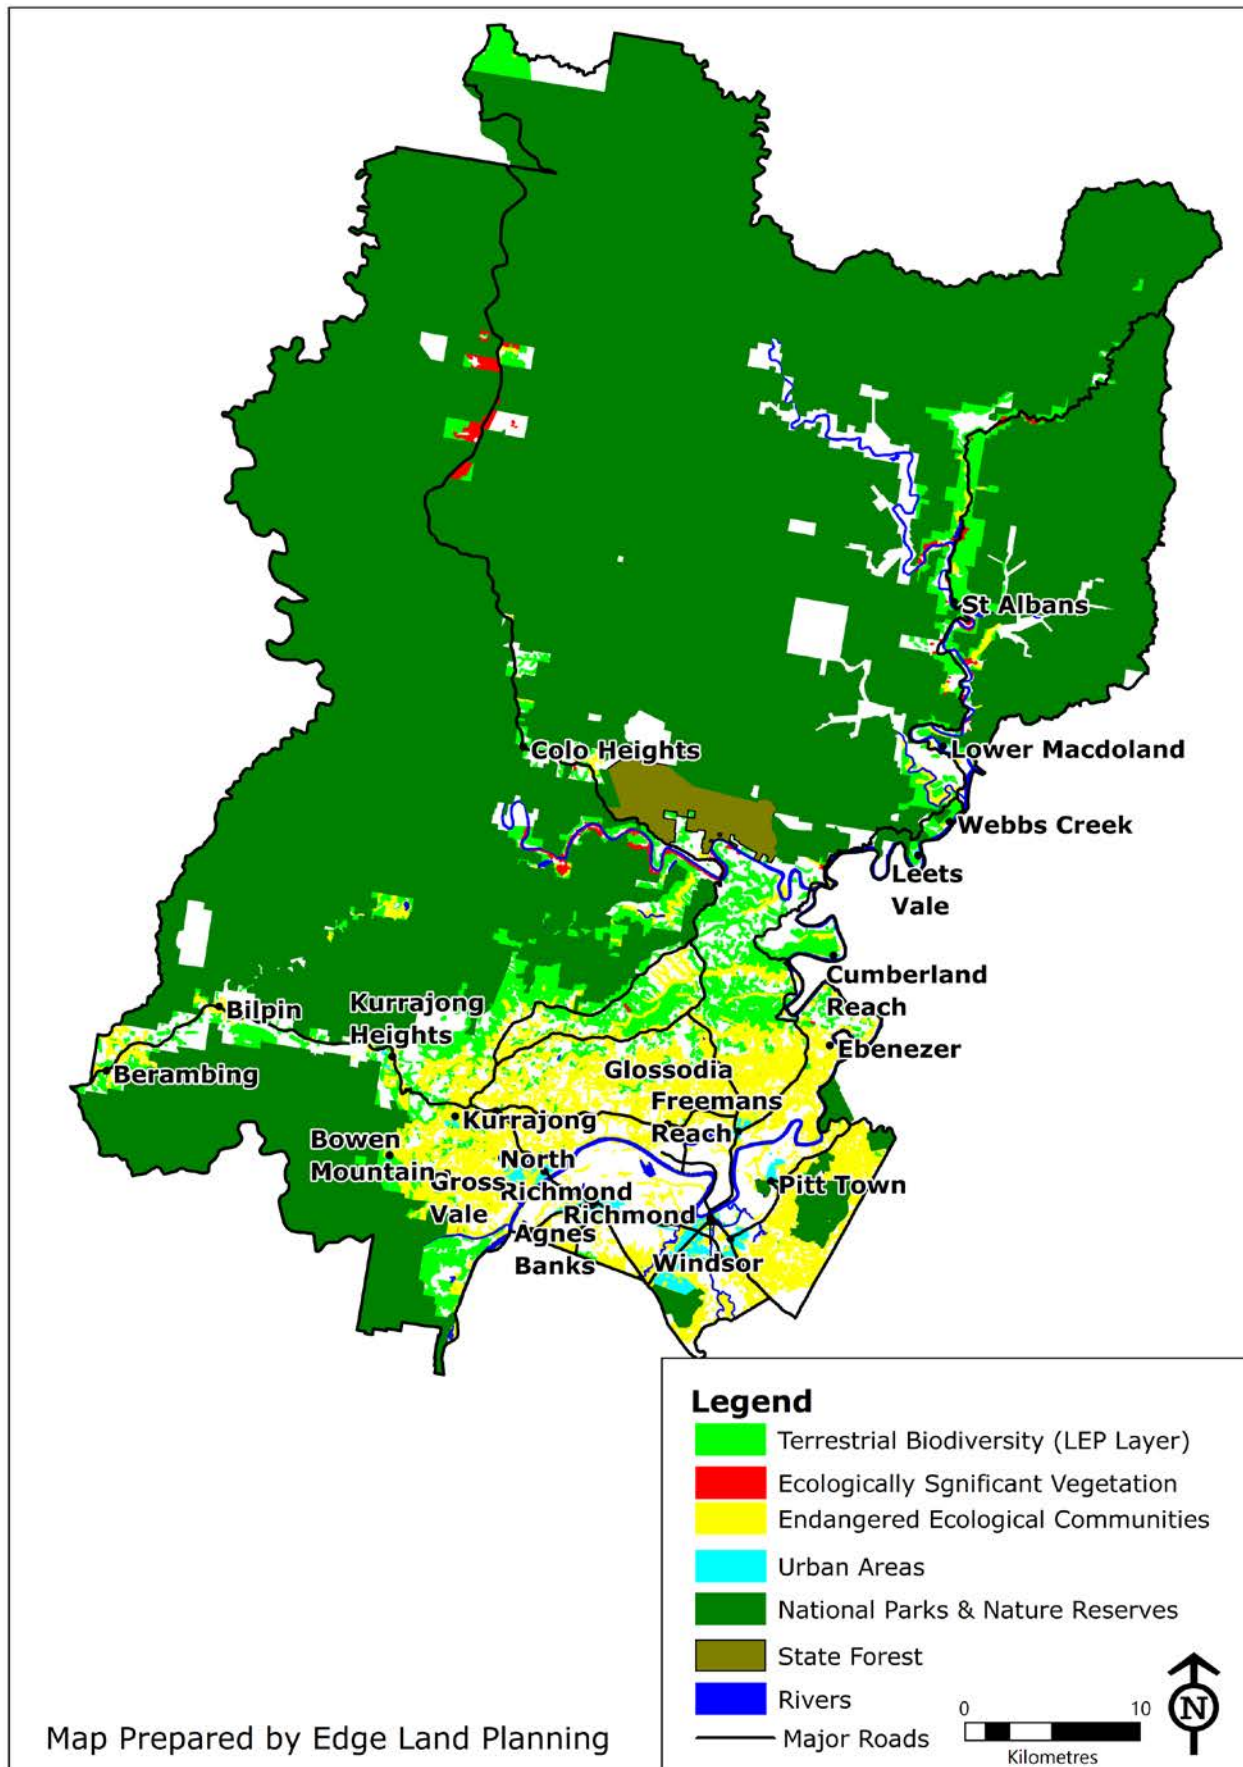 St Albans
Colo Heights
Lower Macdoland
Webbs Creek
Leets
Vale
Cumberland
Reach
Bilpin
Kurrajong
Heights
Ebenezer
Berambing
Glossodia
Freemans
Reach
Kurrajong
Bowen
Mountain
North
Richmond
Gross
Vale
Pitt Town
Richmond
Agnes
Banks
Windsor
Legend
Terrestrial Biodiversity (LEP Layer)
Ecologically Sgnificant Vegetation
Endangered Ecological Communities
Urban Areas
National Parks & Nature Reserves
State Forest
Rivers
Major Roads
0 10
Kilometres
N
Map Prepared by Edge Land Planning